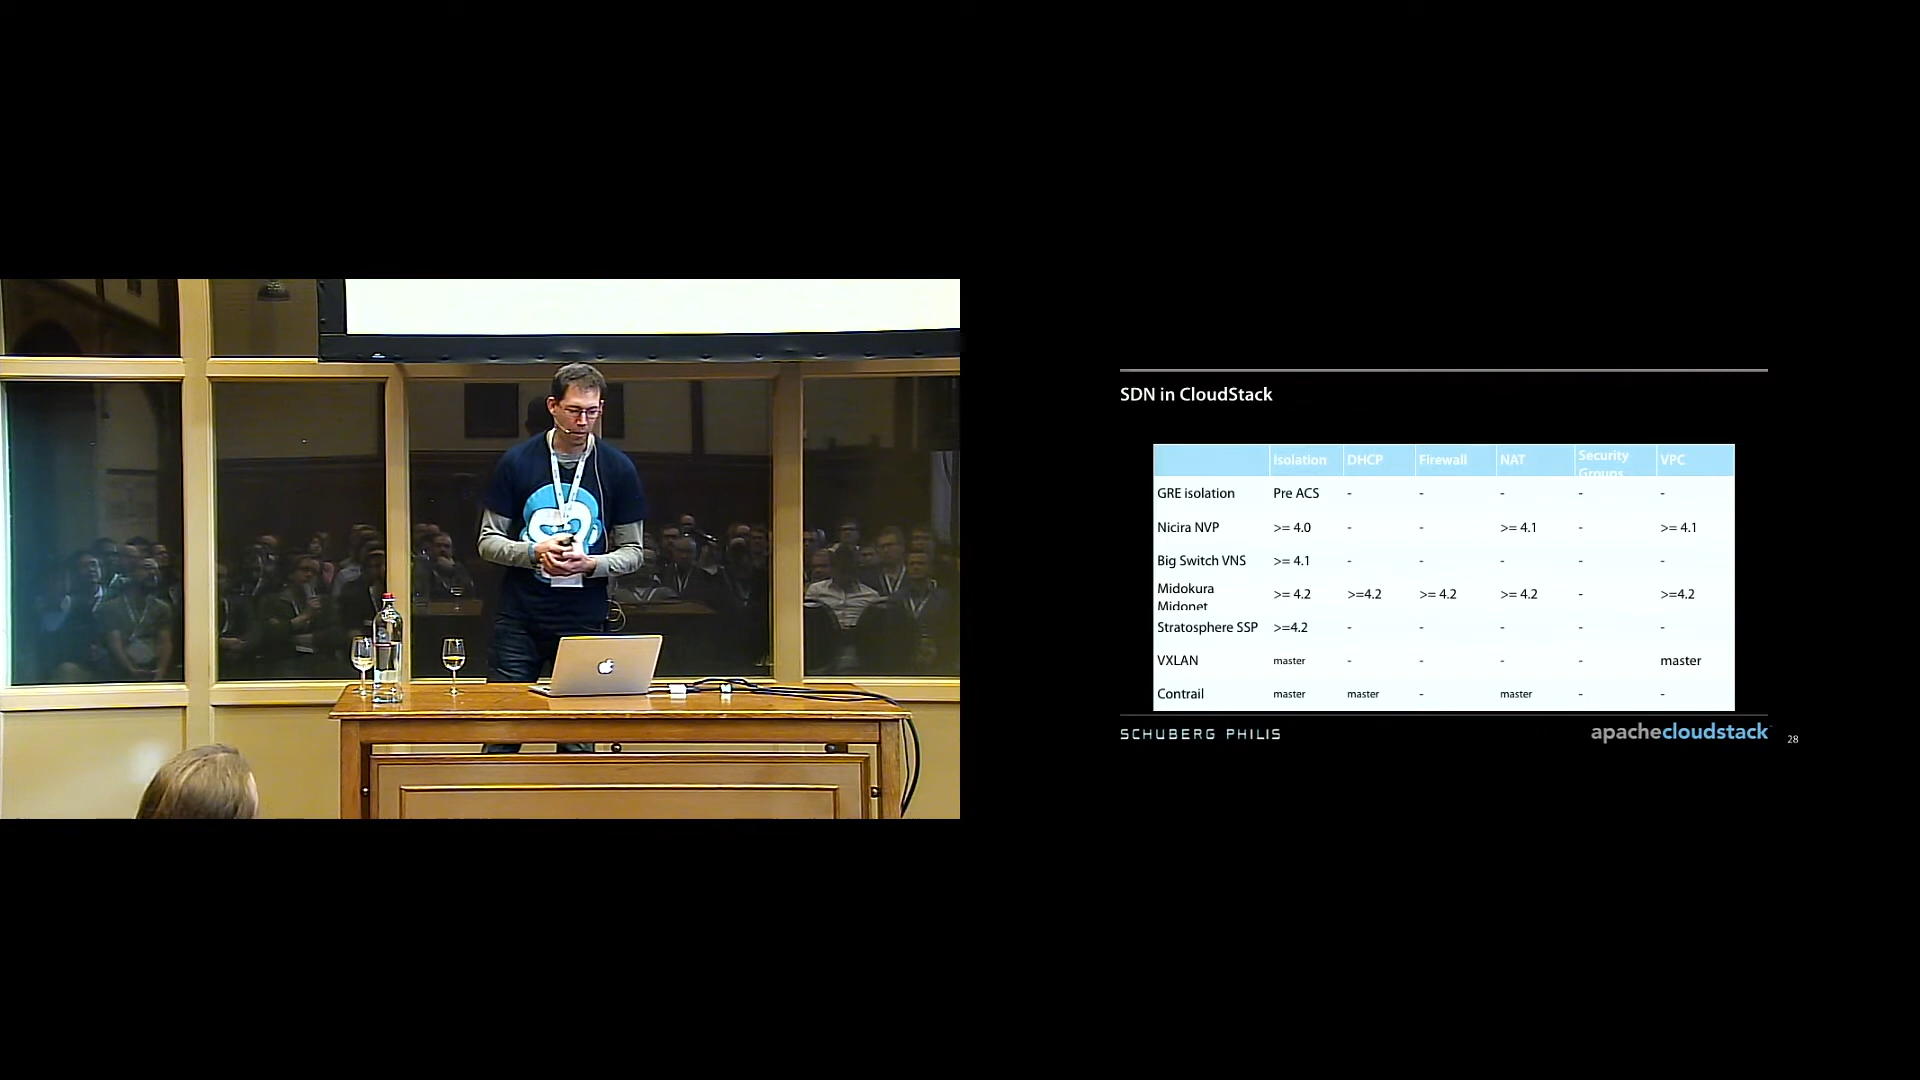 SDN in CloudStack
Isolation DHCP Firewall NAT Security Groups VPC
GRE isolation Pre ACS - - - - -
Nicira NVP >= 4.0 - - >= 4.1 - >= 4.1
Big Switch VNS >= 4.1 - - - - -
Midokura Midonet >= 4.2 >=4.2 >= 4.2 >= 4.2 - >=4.2
Stratosphere SSP >=4.2 - - - - -
VXLAN master - - - - master
Contrail master master - master - -
SCHUBERG PHILIS apachecloudstack 28